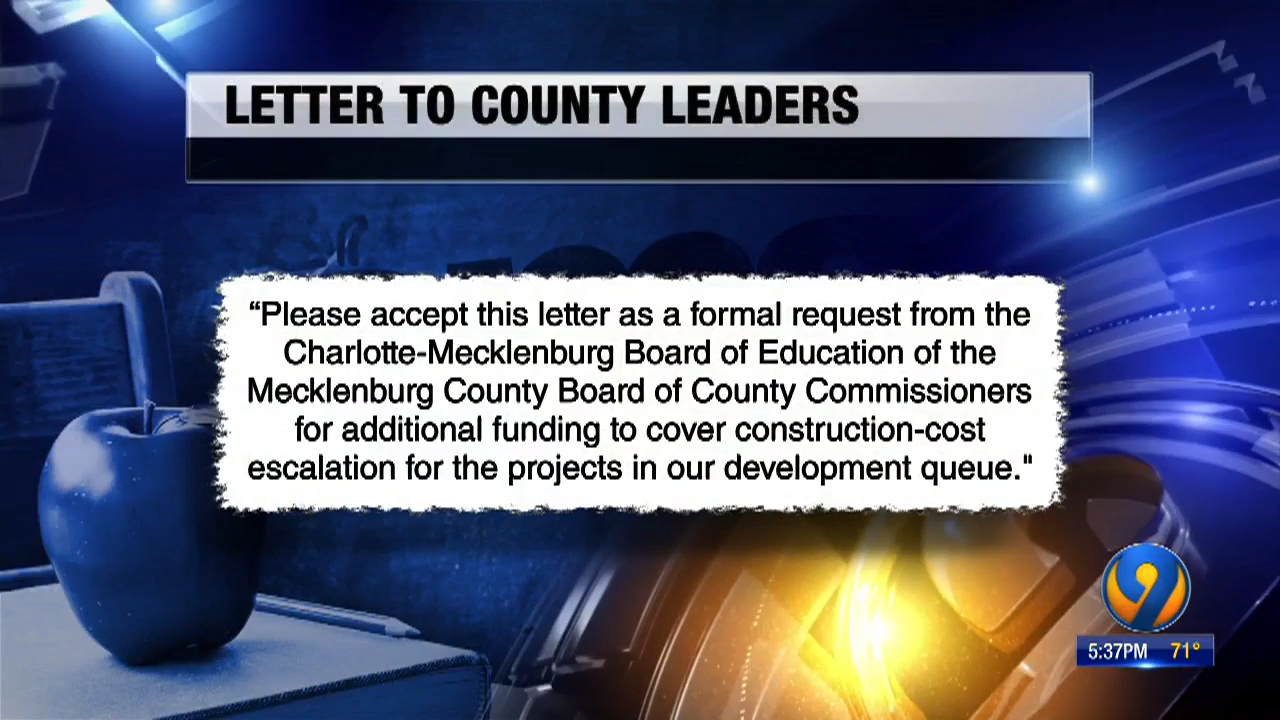 LETTER TO COUNTY LEADERS
“Please accept this letter as a formal request from the
Charlotte-Mecklenburg Board of Education of the
Mecklenburg County Board of County Commissioners
for additional funding to cover construction-cost
escalation for the projects in our development queue."
9
5:37PM 71°